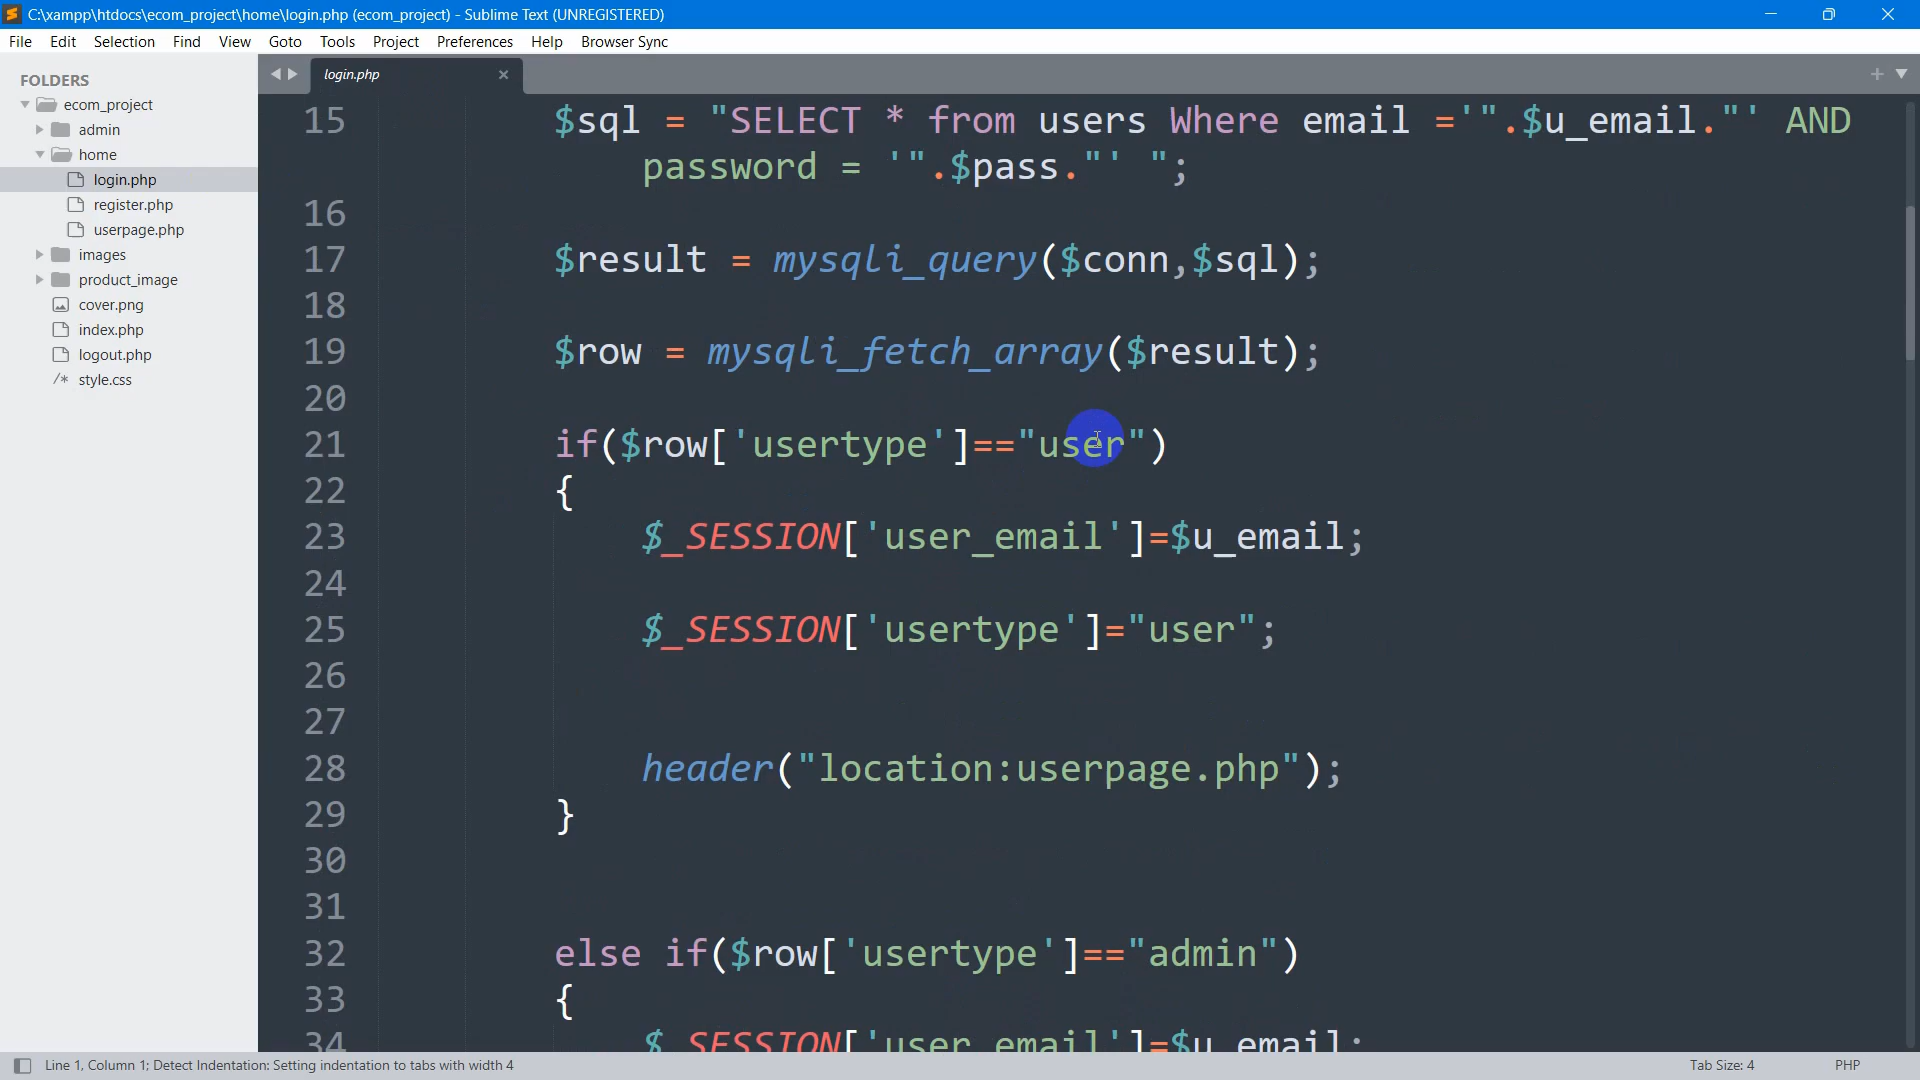 C:\xampp\htdocs\ecom_project\home\login.php (ecom_project) - Sublime Text (UNREGISTERED)
File Edit Selection Find View Goto Tools Project Preferences Help Browser Sync
FOLDERS
ecom_project
admin
home
login.php
register.php
userpage.php
images
product_image
cover.png
index.php
logout.php
/* style.css
login.php
15 $sql = "SELECT * from users Where email ='".$u_email."' AND
password = '".$pass."' ";
16
17 $result = mysqli_query($conn,$sql);
18
19 $row = mysqli_fetch_array($result);
20
21 if($row['usertype']=="user")
22 {
23 $_SESSION['user_email']=$u_email;
24
25 $_SESSION['usertype']="user";
26
27
28 header("location:userpage.php");
29 }
30
31
32 else if($row['usertype']=="admin")
33 {
34 $_SESSION['user_email']=$u_email;
Line 1, Column 1; Detect Indentation: Setting indentation to tabs with width 4
Tab Size: 4
PHP